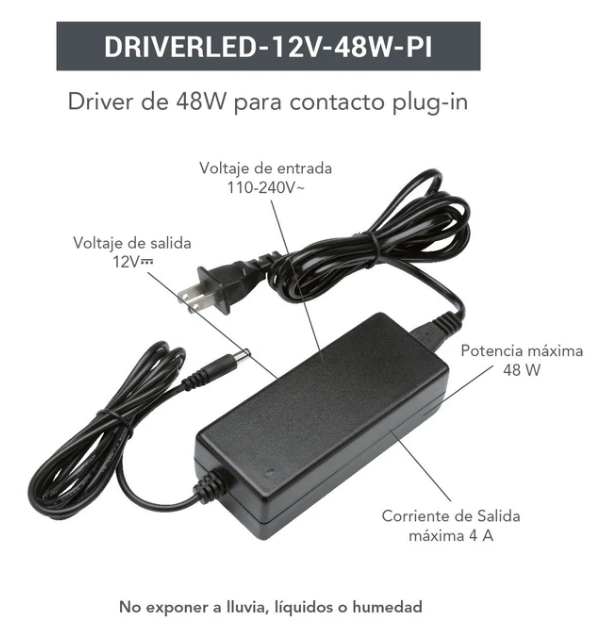 DRIVERLED-12V-48W-PI
Driver de 48W para contacto plug-in
Voltaje de entrada
110-240V~
Voltaje de salida
12V⎓
Potencia máxima
48 W
Corriente de Salida
máxima 4 A
No exponer a lluvia, líquidos o humedad